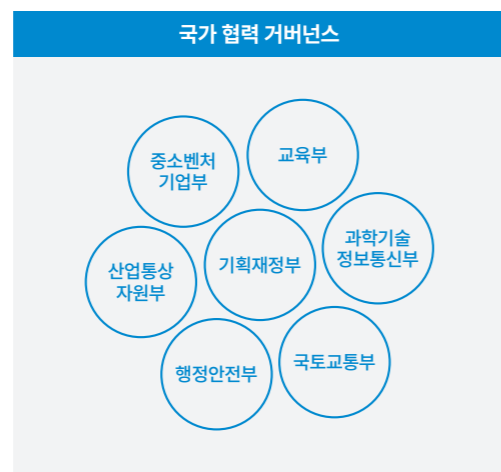 국가 협력 거버넌스
중소벤처
기업부
교육부
산업통상
자원부
기획재정부
과학기술
정보통신부
행정안전부
국토교통부